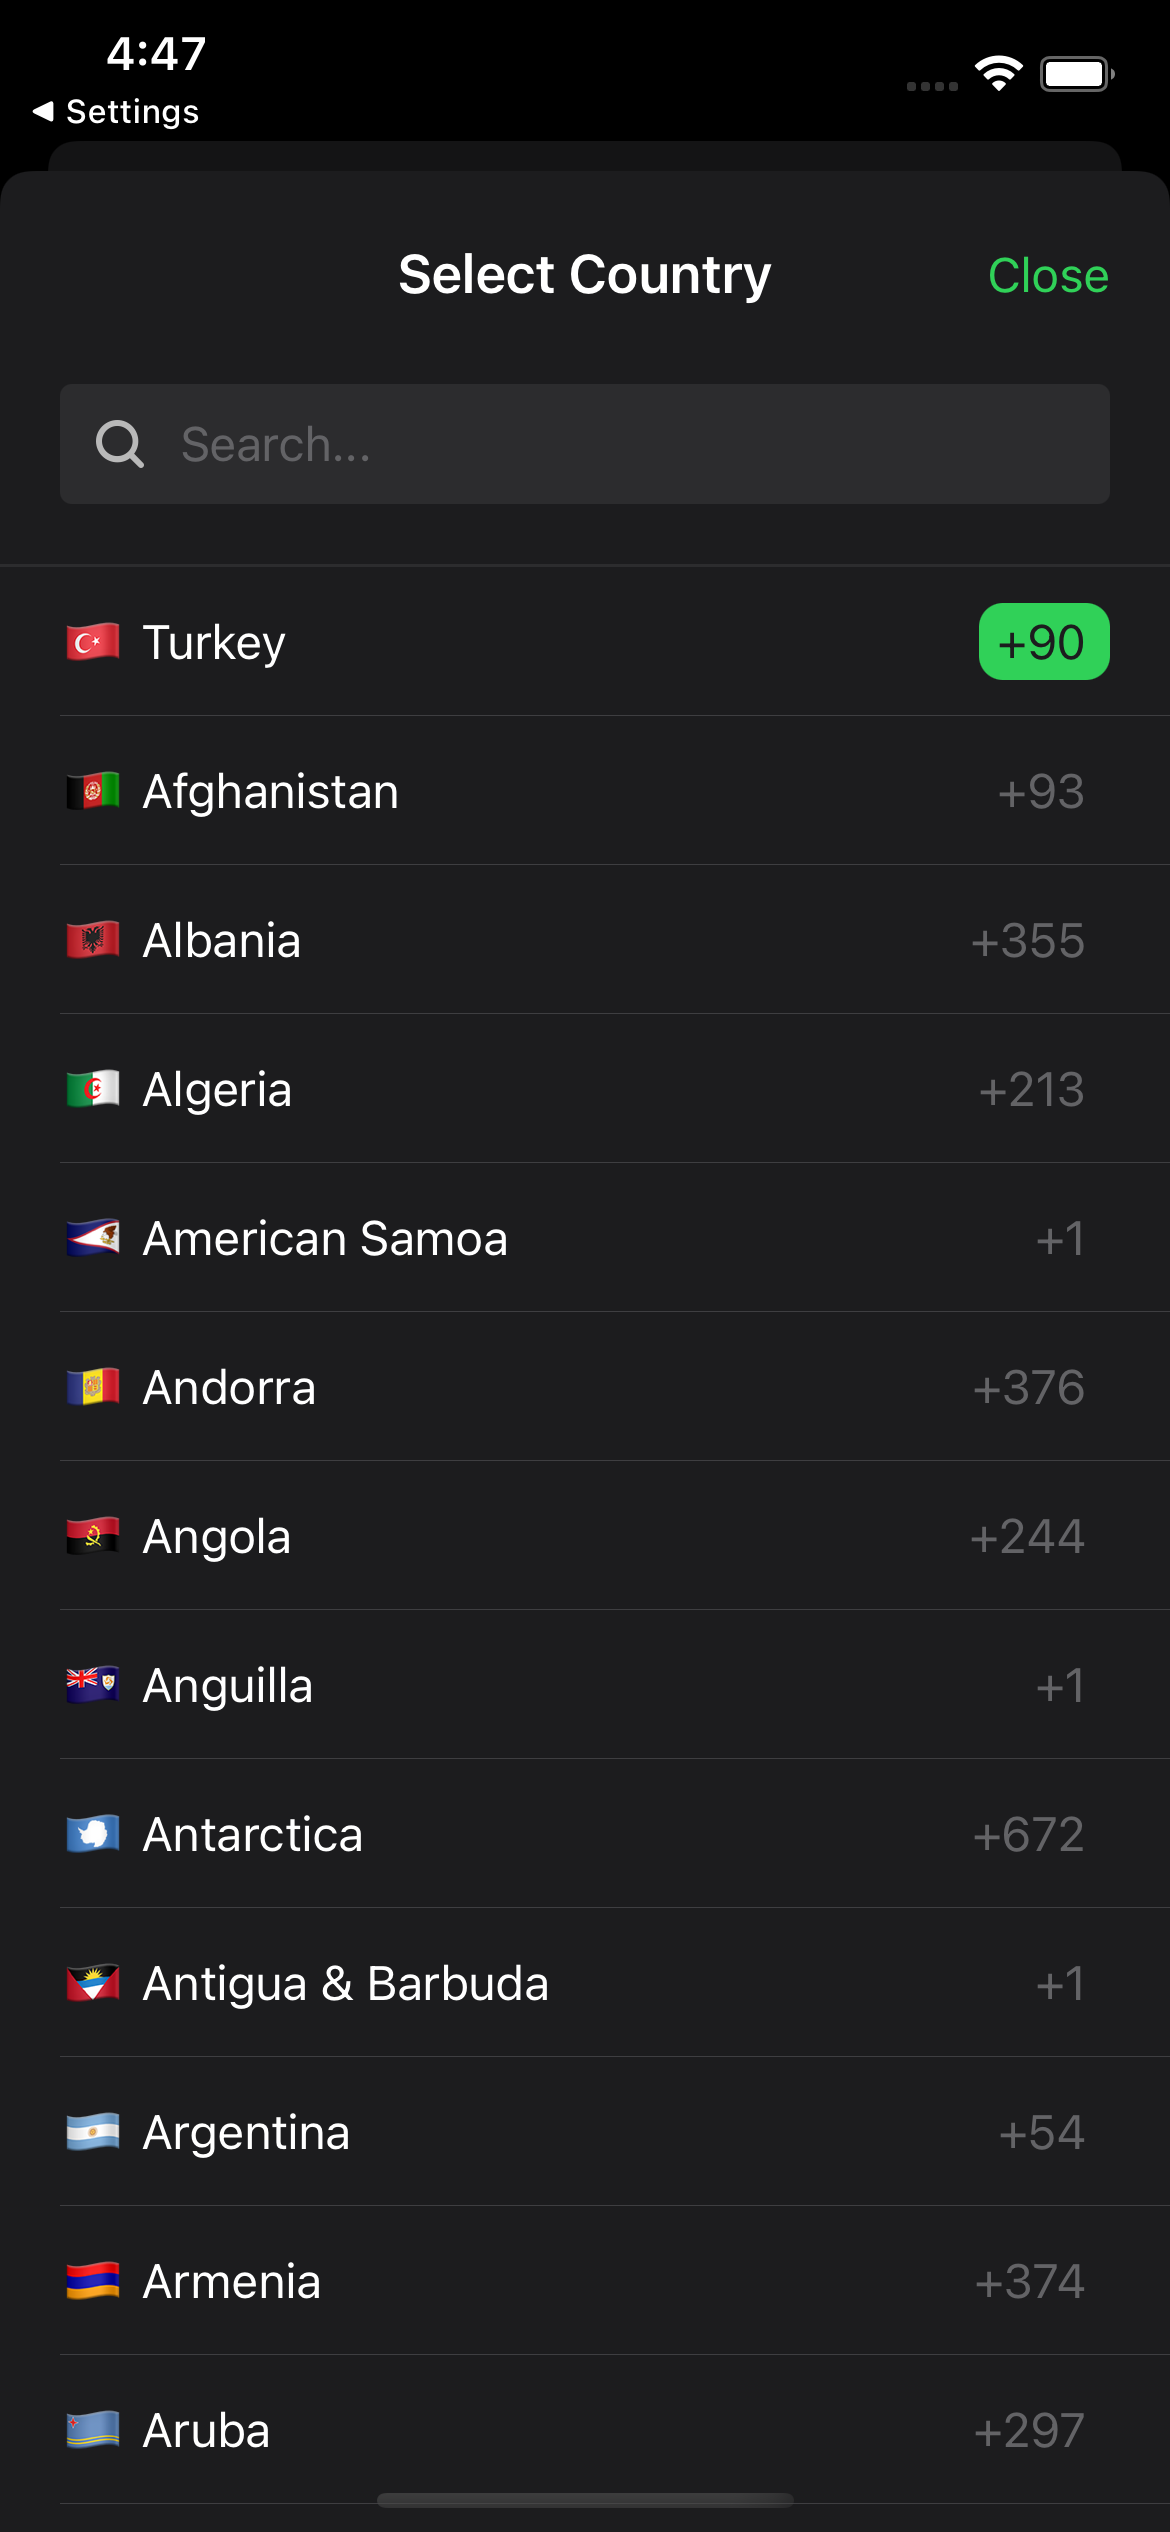 4:47
Settings
Select Country
Close
Search...
Turkey +90
Afghanistan +93
Albania +355
Algeria +213
American Samoa +1
Andorra +376
Angola +244
Anguilla +1
Antarctica +672
Antigua & Barbuda +1
Argentina +54
Armenia +374
Aruba +297